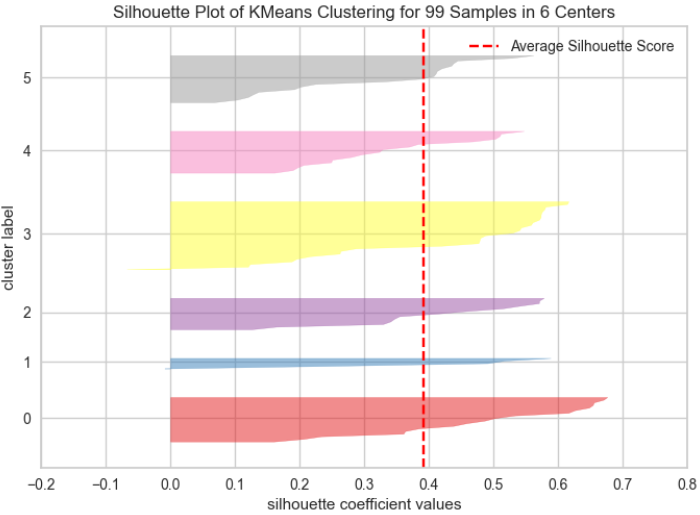 Silhouette Plot of KMeans Clustering for 99 Samples in 6 Centers
Average Silhouette Score
cluster label
5
4
3
2
1
0
−0.2 −0.1 0.0 0.1 0.2 0.3 0.4 0.5 0.6 0.7 0.8
silhouette coefficient values